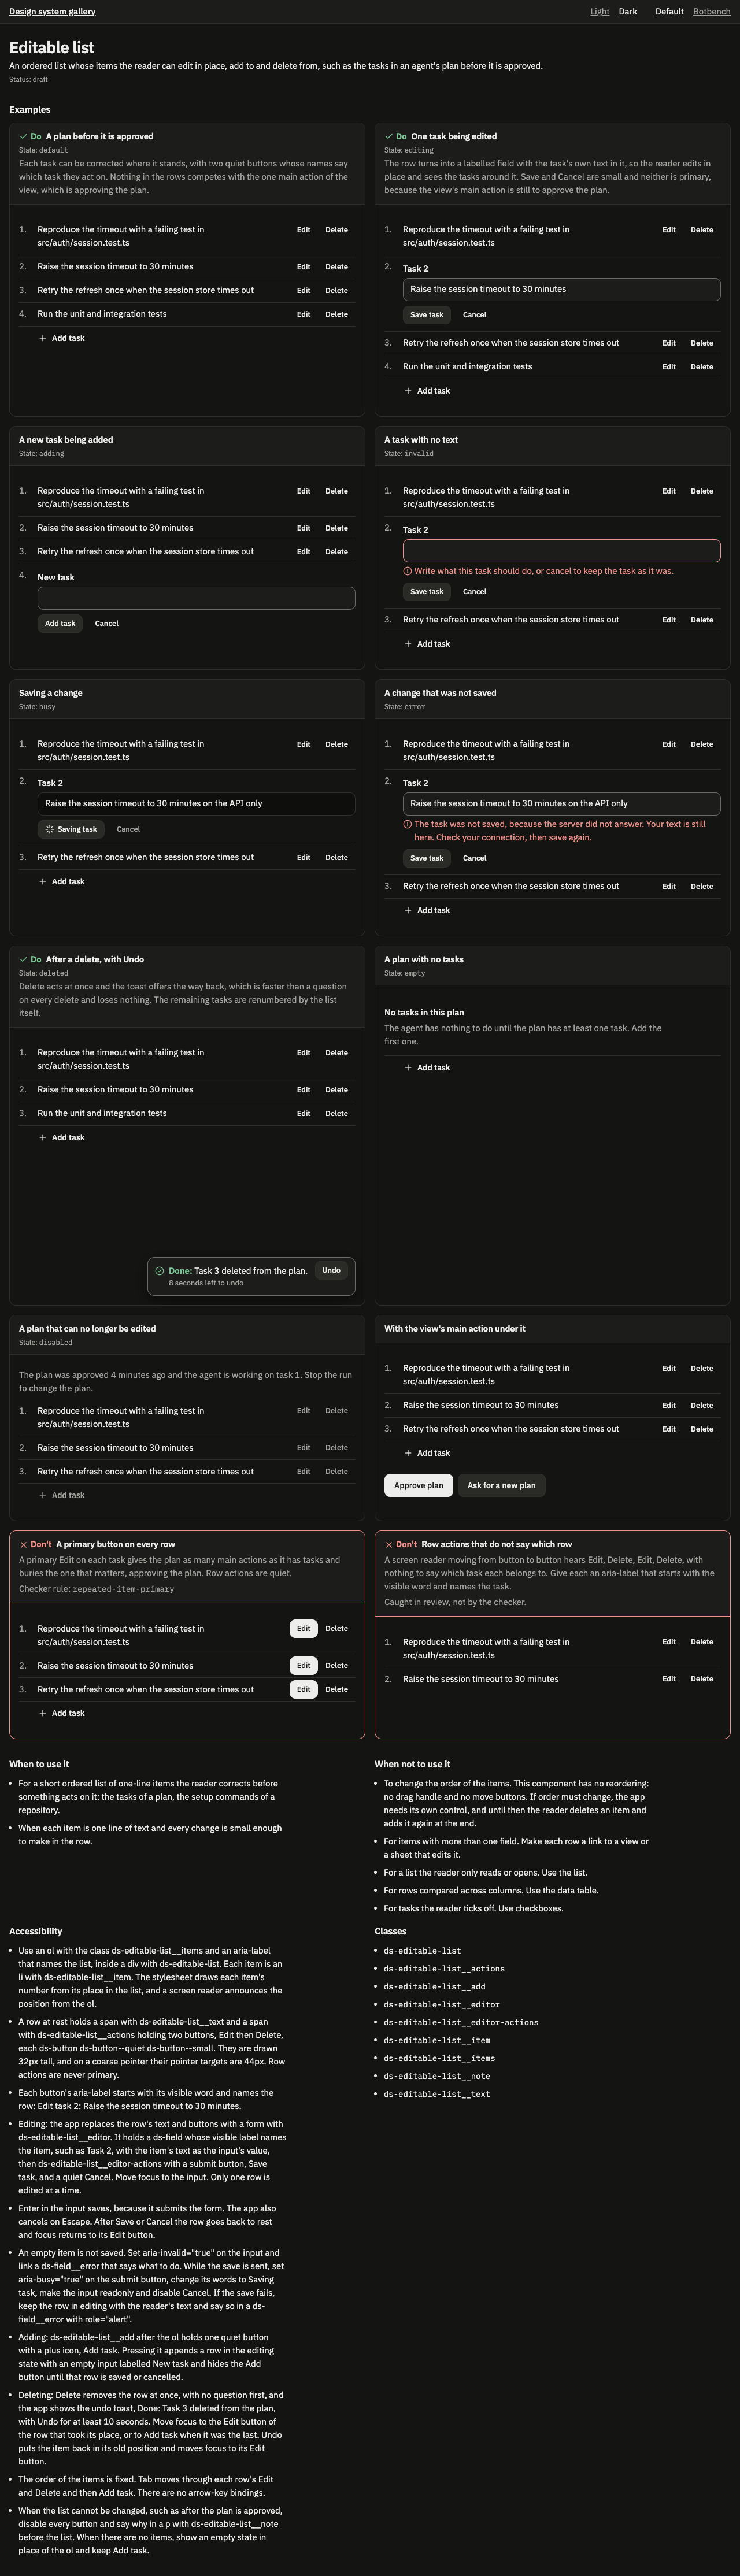 Design system gallery
Light Dark Default Botbench
Editable list
An ordered list whose items the reader can edit in place, add to and delete from, such as the tasks in an agent's plan before it is approved.
Status: draft
Examples
Do A plan before it is approved
State: default
Each task can be corrected where it stands, with two quiet buttons whose names say
which task they act on. Nothing in the rows competes with the one main action of the
view, which is approving the plan.
1. Reproduce the timeout with a failing test in
src/auth/session.test.ts
Edit Delete
2. Raise the session timeout to 30 minutes Edit Delete
3. Retry the refresh once when the session store times out Edit Delete
4. Run the unit and integration tests Edit Delete
+ Add task
Do One task being edited
State: editing
The row turns into a labelled field with the task's own text in it, so the reader edits in
place and sees the tasks around it. Save and Cancel are small and neither is primary,
because the view's main action is still to approve the plan.
1. Reproduce the timeout with a failing test in
src/auth/session.test.ts
Edit Delete
2. Task 2
Raise the session timeout to 30 minutes
Save task Cancel
3. Retry the refresh once when the session store times out Edit Delete
4. Run the unit and integration tests Edit Delete
+ Add task
A new task being added
State: adding
1. Reproduce the timeout with a failing test in
src/auth/session.test.ts
Edit Delete
2. Raise the session timeout to 30 minutes Edit Delete
3. Retry the refresh once when the session store times out Edit Delete
4. New task
Add task Cancel
A task with no text
State: invalid
1. Reproduce the timeout with a failing test in
src/auth/session.test.ts
Edit Delete
2. Task 2
Write what this task should do, or cancel to keep the task as it was.
Save task Cancel
3. Retry the refresh once when the session store times out Edit Delete
+ Add task
Saving a change
State: busy
1. Reproduce the timeout with a failing test in
src/auth/session.test.ts
Edit Delete
2. Task 2
Raise the session timeout to 30 minutes on the API only
Saving task Cancel
3. Retry the refresh once when the session store times out Edit Delete
+ Add task
A change that was not saved
State: error
1. Reproduce the timeout with a failing test in
src/auth/session.test.ts
Edit Delete
2. Task 2
Raise the session timeout to 30 minutes on the API only
The task was not saved, because the server did not answer. Your text is still
here. Check your connection, then save again.
Save task Cancel
3. Retry the refresh once when the session store times out Edit Delete
+ Add task
Do After a delete, with Undo
State: deleted
Delete acts at once and the toast offers the way back, which is faster than a question
on every delete and loses nothing. The remaining tasks are renumbered by the list
itself.
1. Reproduce the timeout with a failing test in
src/auth/session.test.ts
Edit Delete
2. Raise the session timeout to 30 minutes Edit Delete
3. Run the unit and integration tests Edit Delete
+ Add task
Done: Task 3 deleted from the plan. Undo
8 seconds left to undo
A plan with no tasks
State: empty
No tasks in this plan
The agent has nothing to do until the plan has at least one task. Add the
first one.
+ Add task
A plan that can no longer be edited
State: disabled
The plan was approved 4 minutes ago and the agent is working on task 1. Stop the run
to change the plan.
1. Reproduce the timeout with a failing test in
src/auth/session.test.ts
Edit Delete
2. Raise the session timeout to 30 minutes Edit Delete
3. Retry the refresh once when the session store times out Edit Delete
+ Add task
With the view's main action under it
1. Reproduce the timeout with a failing test in
src/auth/session.test.ts
Edit Delete
2. Raise the session timeout to 30 minutes Edit Delete
3. Retry the refresh once when the session store times out Edit Delete
+ Add task
Approve plan Ask for a new plan
Don't A primary button on every row
A primary Edit on each task gives the plan as many main actions as it has tasks and
buries the one that matters, approving the plan. Row actions are quiet.
Checker rule: repeated-item-primary
1. Reproduce the timeout with a failing test in
src/auth/session.test.ts
Edit Delete
2. Raise the session timeout to 30 minutes Edit Delete
3. Retry the refresh once when the session store times out Edit Delete
+ Add task
Don't Row actions that do not say which row
A screen reader moving from button to button hears Edit, Delete, Edit, Delete, with
nothing to say which task each belongs to. Give each an aria-label that starts with the
visible word and names the task.
Caught in review, not by the checker.
1. Reproduce the timeout with a failing test in
src/auth/session.test.ts
Edit Delete
2. Raise the session timeout to 30 minutes Edit Delete
When to use it
• For a short ordered list of one-line items the reader corrects before
something acts on it: the tasks of a plan, the setup commands of a
repository.
• When each item is one line of text and every change is small enough
to make in the row.
When not to use it
• To change the order of the items. This component has no reordering:
no drag handle and no move buttons. If order must change, the app
needs its own control, and until then the reader deletes an item and
adds it again at the end.
• For items with more than one field. Make each row a link to a view or
a sheet that edits it.
• For a list the reader only reads or opens. Use the list.
• For rows compared across columns. Use the data table.
• For tasks the reader ticks off. Use checkboxes.
Accessibility
• Use an ol with the class ds-editable-list__items and an aria-label
that names the list, inside a div with ds-editable-list. Each item is an
li with ds-editable-list__item. The stylesheet draws each item's
number from its place in the list, and a screen reader announces the
position from the ol.
• A row at rest holds a span with ds-editable-list__text and a span
with ds-editable-list__actions holding two buttons, Edit then Delete,
each ds-button ds-button--quiet ds-button--small. They are drawn
32px tall, and on a coarse pointer their pointer targets are 44px. Row
actions are never primary.
• Each button's aria-label starts with its visible word and names the
row: Edit task 2: Raise the session timeout to 30 minutes.
• Editing: the app replaces the row's text and buttons with a form with
ds-editable-list__editor. It holds a ds-field whose visible label names
the item, such as Task 2, with the item's text as the input's value,
then ds-editable-list__editor-actions with a submit button, Save
task, and a quiet Cancel. Move focus to the input. Only one row is
edited at a time.
• Enter in the input saves, because it submits the form. The app also
cancels on Escape. After Save or Cancel the row goes back to rest
and focus returns to its Edit button.
• An empty item is not saved. Set aria-invalid="true" on the input and
link a ds-field__error that says what to do. While the save is sent, set
aria-busy="true" on the submit button, change its words to Saving
task, make the input readonly and disable Cancel. If the save fails,
keep the row in editing with the reader's text and say so in a ds-
field__error with role="alert".
• Adding: ds-editable-list__add after the ol holds one quiet button
with a plus icon, Add task. Pressing it appends a row in the editing
state with an empty input labelled New task and hides the Add
button until that row is saved or cancelled.
• Deleting: Delete removes the row at once, with no question first, and
the app shows the undo toast, Done: Task 3 deleted from the plan,
with Undo for at least 10 seconds. Move focus to the Edit button of
the row that took its place, or to Add task when it was the last. Undo
puts the item back in its old position and moves focus to its Edit
button.
• The order of the items is fixed. Tab moves through each row's Edit
and Delete and then Add task. There are no arrow-key bindings.
• When the list cannot be changed, such as after the plan is approved,
disable every button and say why in a p with ds-editable-list__note
before the list. When there are no items, show an empty state in
place of the ol and keep Add task.
Classes
• ds-editable-list
• ds-editable-list__actions
• ds-editable-list__add
• ds-editable-list__editor
• ds-editable-list__editor-actions
• ds-editable-list__item
• ds-editable-list__items
• ds-editable-list__note
• ds-editable-list__text